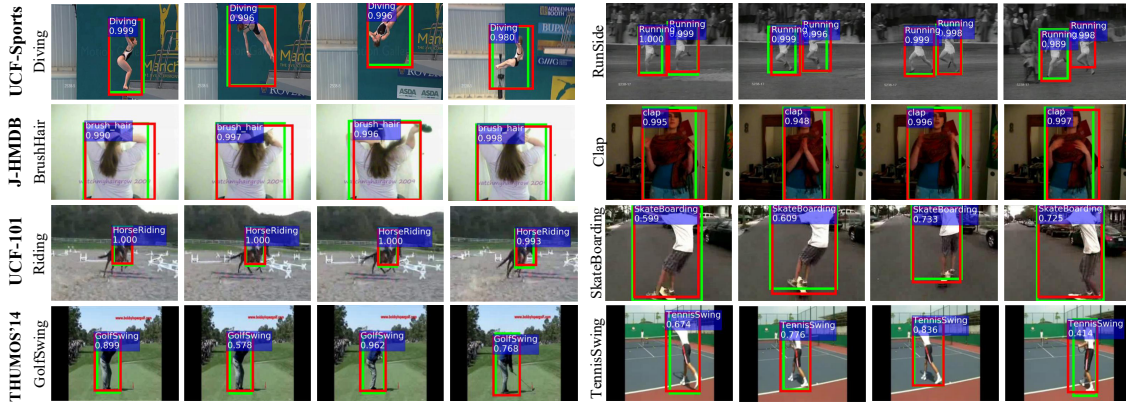 UCF-Sports
Diving
Diving
0.999
Diving
0.996
Diving
0.996
Diving
0.980
RunSide
Running
1.000
Running
0.999
0.999
Running
0.996
0.999
Running
0.998
Running
0.989
Running
0.998
J-HMDB
BrushHair
brush_hair
0.990
brush_hair
0.997
brush_hair
0.996
brush_hair
0.998
Clap
clap
0.995
clap
0.948
clap
0.996
clap
0.997
UCF-101
Riding
HorseRiding
1.000
HorseRiding
1.000
HorseRiding
1.000
HorseRiding
0.993
SkateBoarding
SkateBoarding
0.599
SkateBoarding
0.609
SkateBoarding
0.733
SkateBoarding
0.725
THUMOS'14
GolfSwing
GolfSwing
0.899
GolfSwing
0.578
GolfSwing
0.962
GolfSwing
0.768
TennisSwing
TennisSwing
0.674
TennisSwing
0.776
TennisSwing
0.836
TennisSwing
0.414